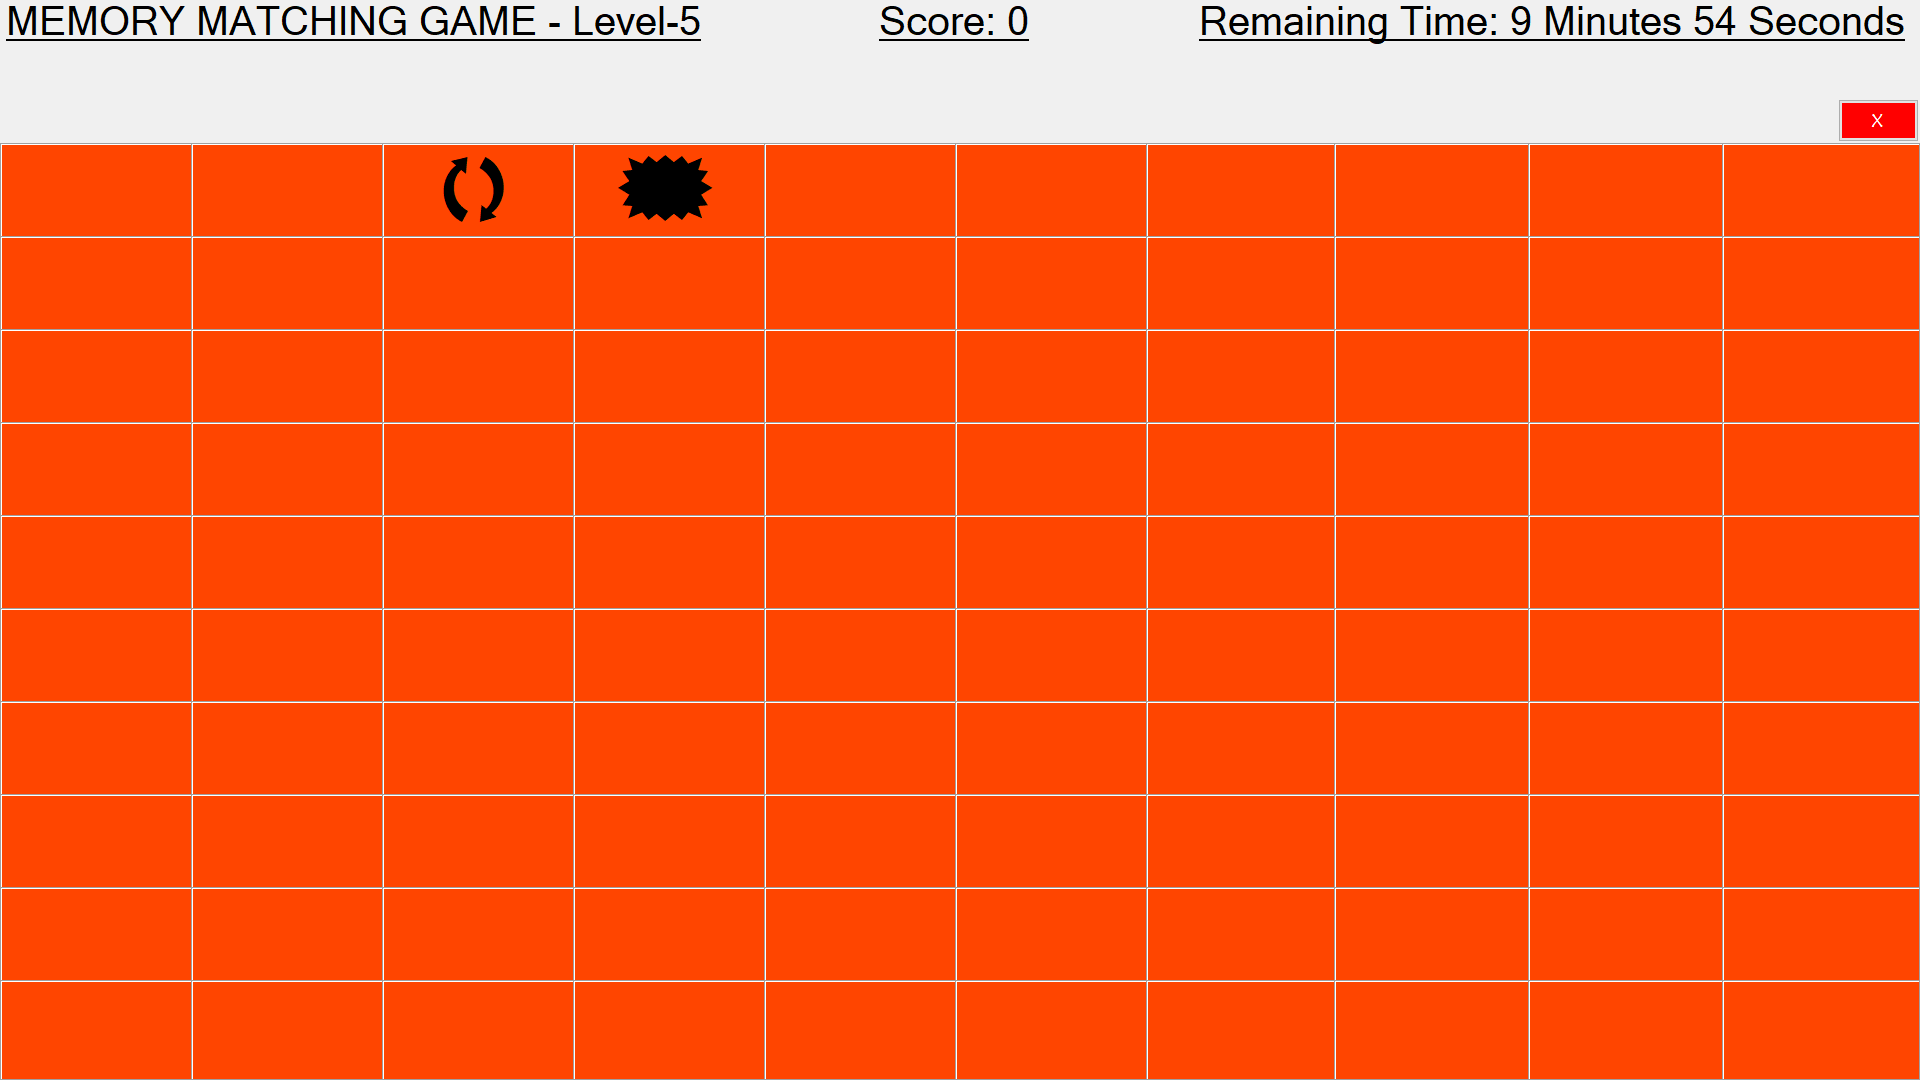 MEMORY MATCHING GAME - Level-5
Score: 0
Remaining Time: 9 Minutes 54 Seconds
X